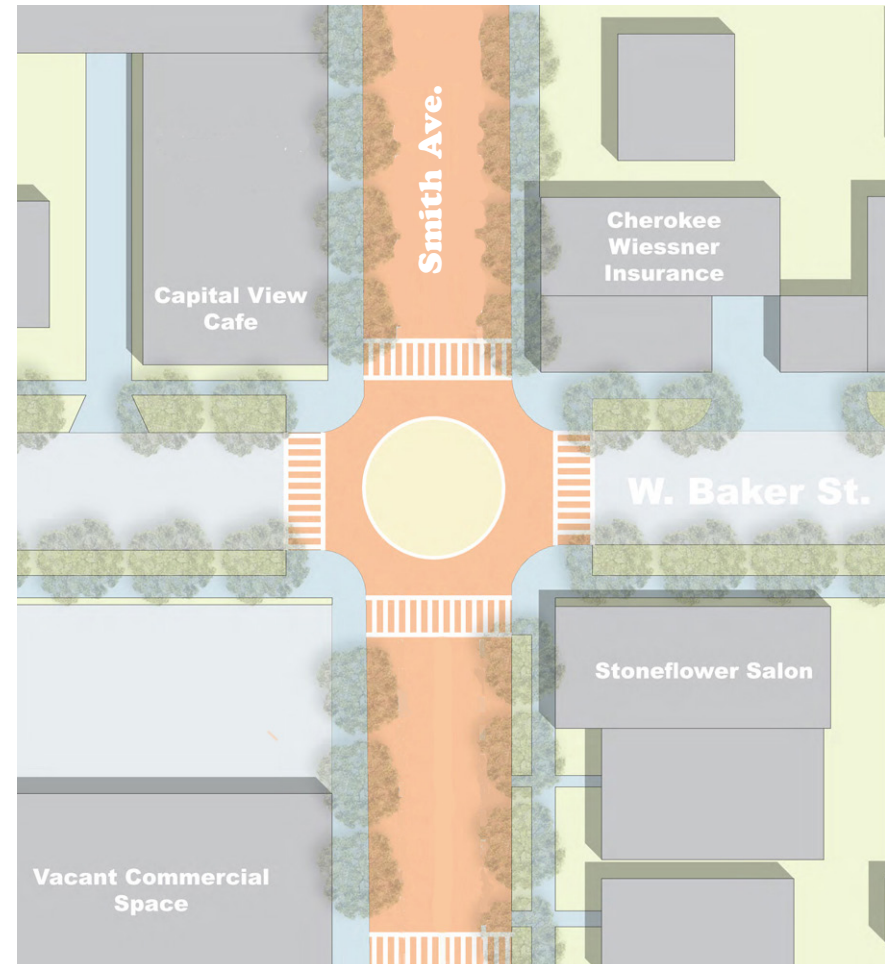 Smith Ave.
Cherokee
Wiessner
Insurance
Capital View
Cafe
W. Baker St.
Stoneflower Salon
Vacant Commercial
Space